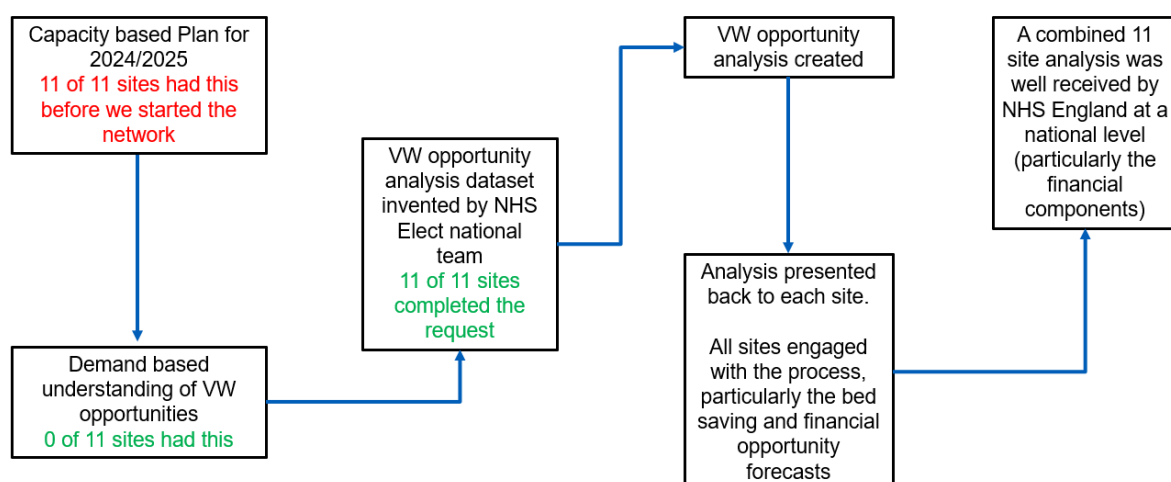 Capacity based Plan for
2024/2025
11 of 11 sites had this
before we started the
network
Demand based
understanding of VW
opportunities
0 of 11 sites had this
VW opportunity
analysis dataset
invented by NHS
Elect national
team
11 of 11 sites
completed the
request
VW opportunity
analysis created
Analysis presented
back to each site.
All sites engaged
with the process,
particularly the bed
saving and financial
opportunity
forecasts
A combined 11
site analysis was
well received by
NHS England at a
national level
(particularly the
financial
components)